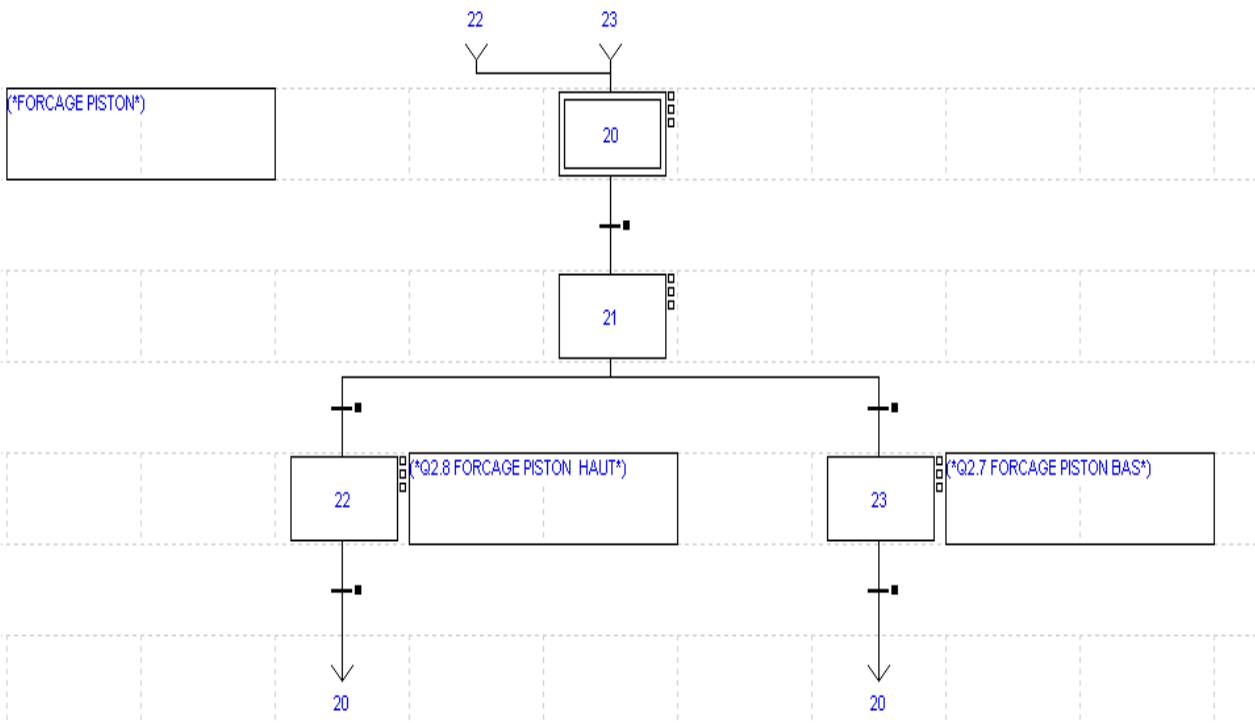 22 23
(*FORCAGE PISTON*)
20
21
22 (*Q2.8 FORCAGE PISTON  HAUT*) 23 (*Q2.7 FORCAGE PISTON BAS*)
20 20